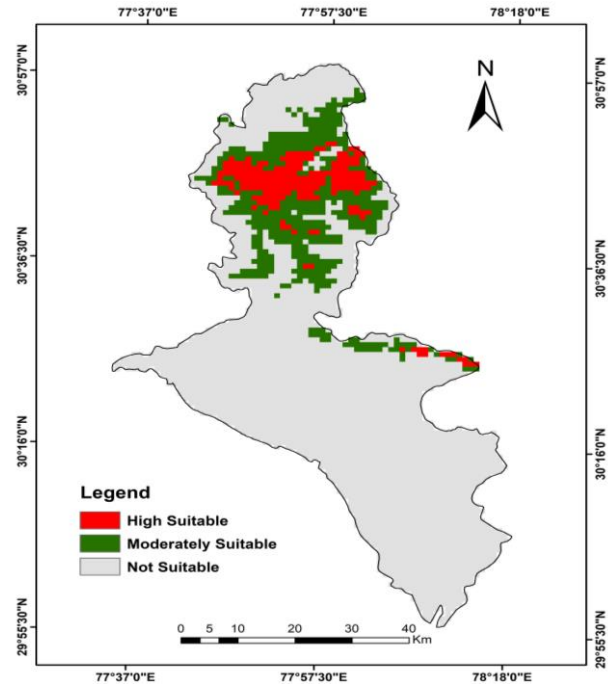 77°37'0"E 77°57'30"E 78°18'0"E
30°57'0"N 30°57'0"N
N
30°36'30"N 30°36'30"N
30°16'0"N 30°16'0"N
Legend
High Suitable
Moderately Suitable
Not Suitable
29°55'30"N 29°55'30"N
0 5 10 20 30 40
Km
77°37'0"E 77°57'30"E 78°18'0"E